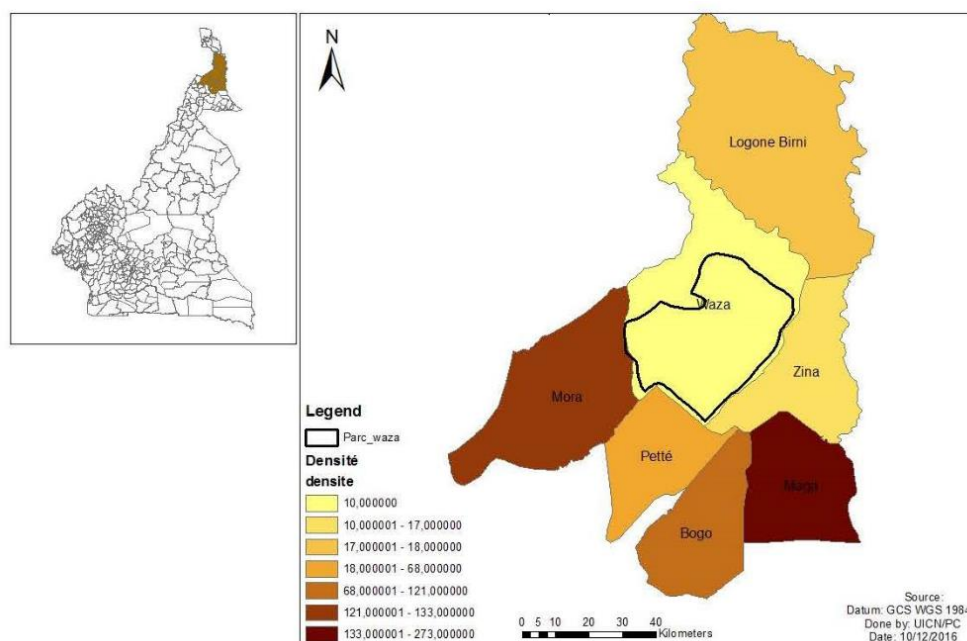 N
Logone Birni
Waza
Zina
Mora
Petté
Maga
Bogo
Legend
Parc_waza
Densité
densite
10,000000
10,000001 - 17,000000
17,000001 - 18,000000
18,000001 - 68,000000
68,000001 - 121,000000
121,000001 - 133,000000
133,000001 - 273,000000
0 5 10 20 30 40
Kilometers
Source:
Datum: GCS WGS 1984
Done by: UICN/PC
Date: 10/12/2016